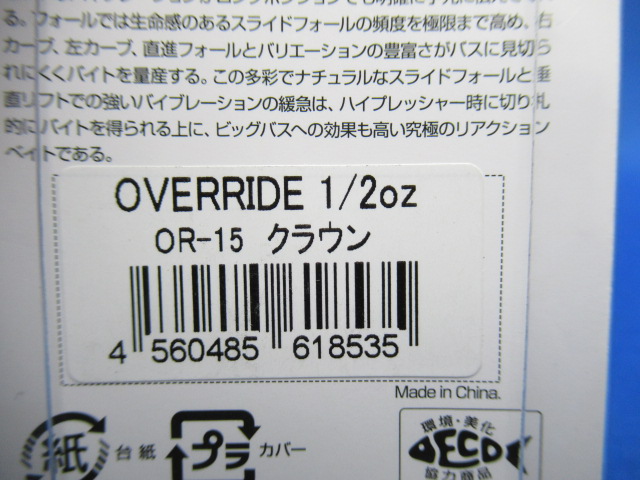 る。フォールでは生命感のあるスライドフォールの頻度を極限まで高め、右
カーブ、左カーブ、直進フォールとバリエーションの豊富さがバスに見切ら
れにくくバイトを量産する。この多彩でナチュラルなスライドフォールと垂
直リフトでの強いバイブレーションの緩急は、ハイプレッシャー時に切り札
的にバイトを得られる上に、ビッグバスへの効果も高い究極のリアクション
ベイトである。
OVERRIDE 1/2oz
OR-15 クラウン
4 560485 618535
Made in China.
紙 台紙 プラ カバー
環境・美化
ECO
協力商品